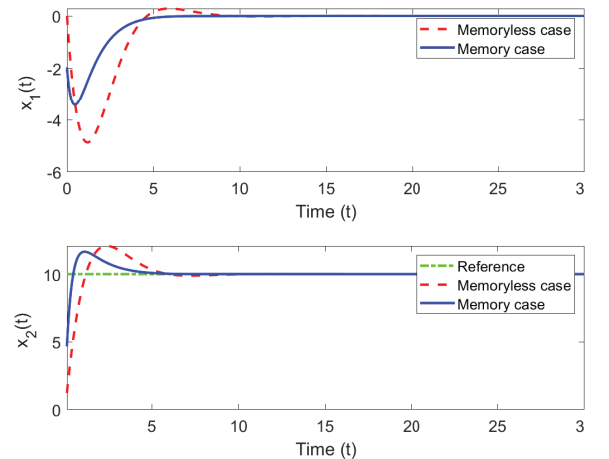 0
-2
-4
-6
x1(t)
Memoryless case
Memory case
0 5 10 15 20 25 3
Time (t)
10
5
0
x2(t)
Reference
Memoryless case
Memory case
5 10 15 20 25 3
Time (t)